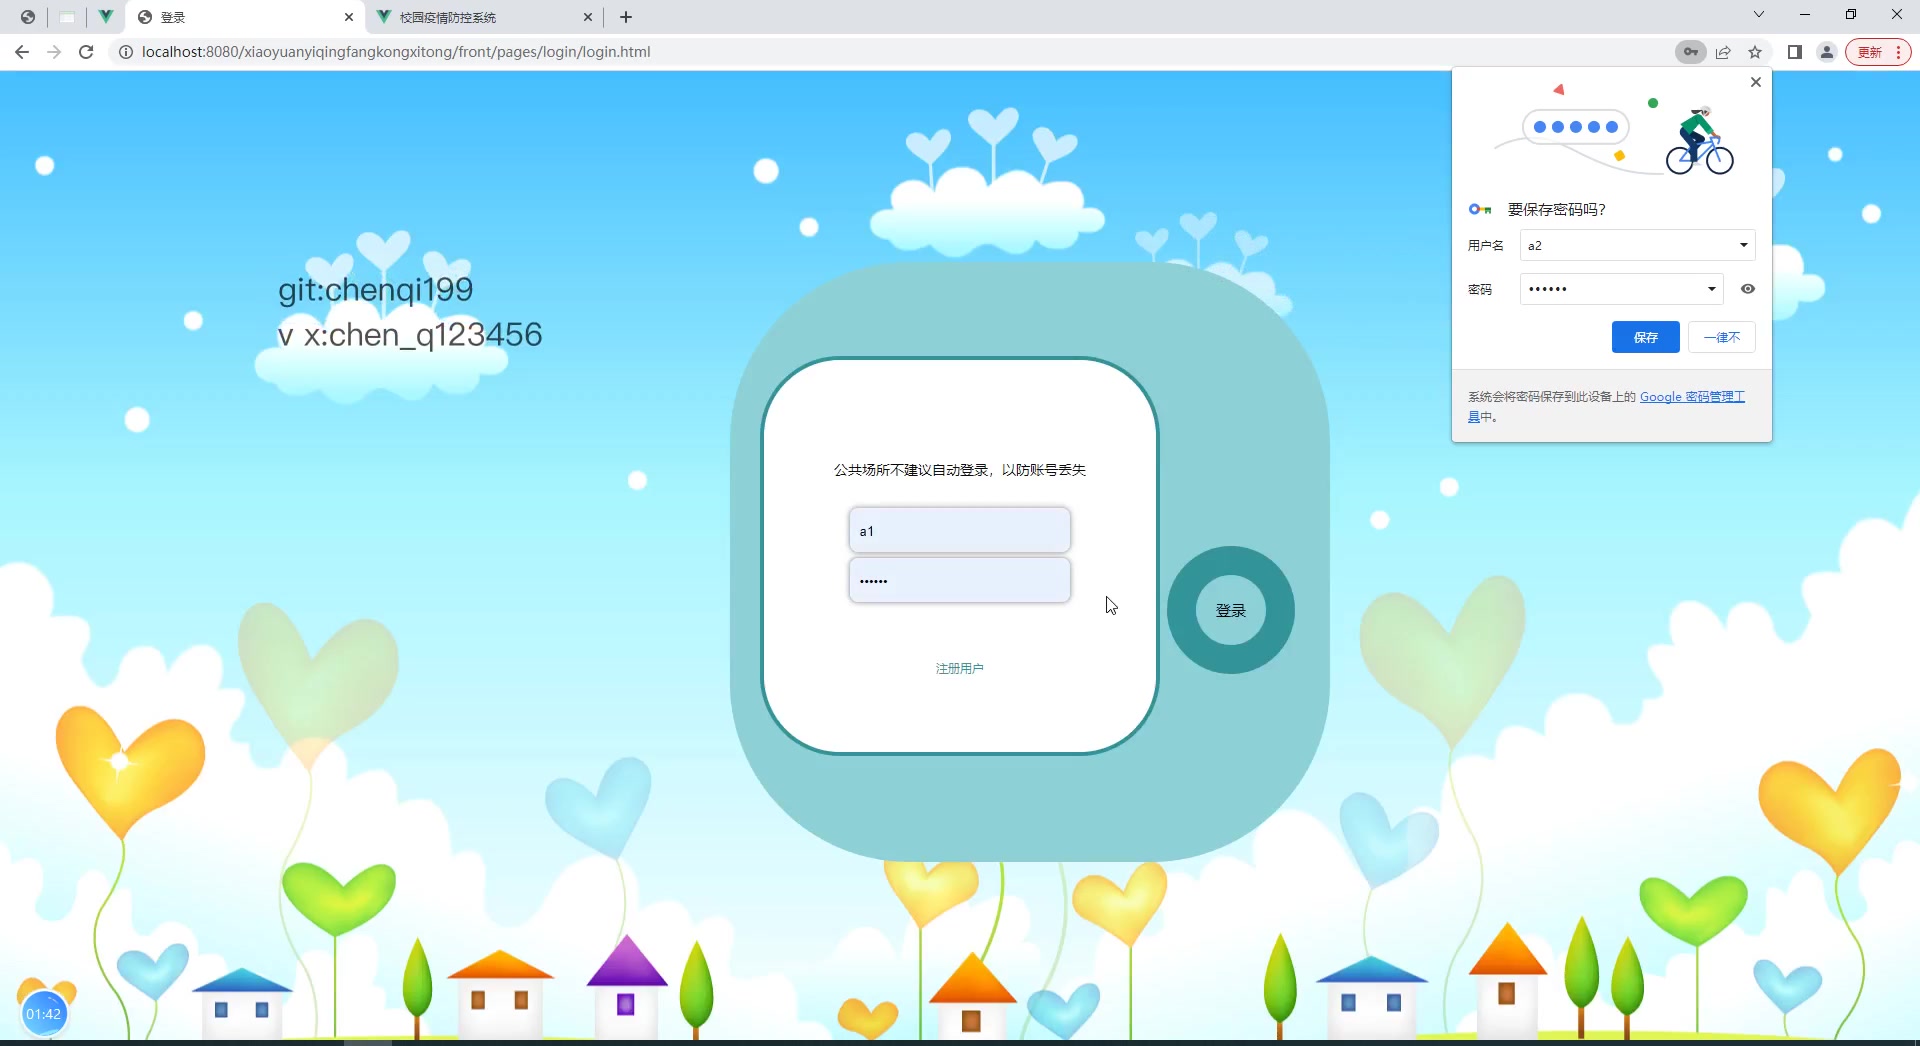 登录
校园疫情防控系统
localhost:8080/xiaoyuanyiqingfangkongxitong/front/pages/login/login.html
更新
要保存密码吗?
用户名 a2
密码 ••••••
保存 一律不
系统会将密码保存到此设备上的 Google 密码管理工
具中。
git:chenqi199
v x:chen_q123456
公共场所不建议自动登录，以防账号丢失
a1
••••••
登录
注册用户
01:42